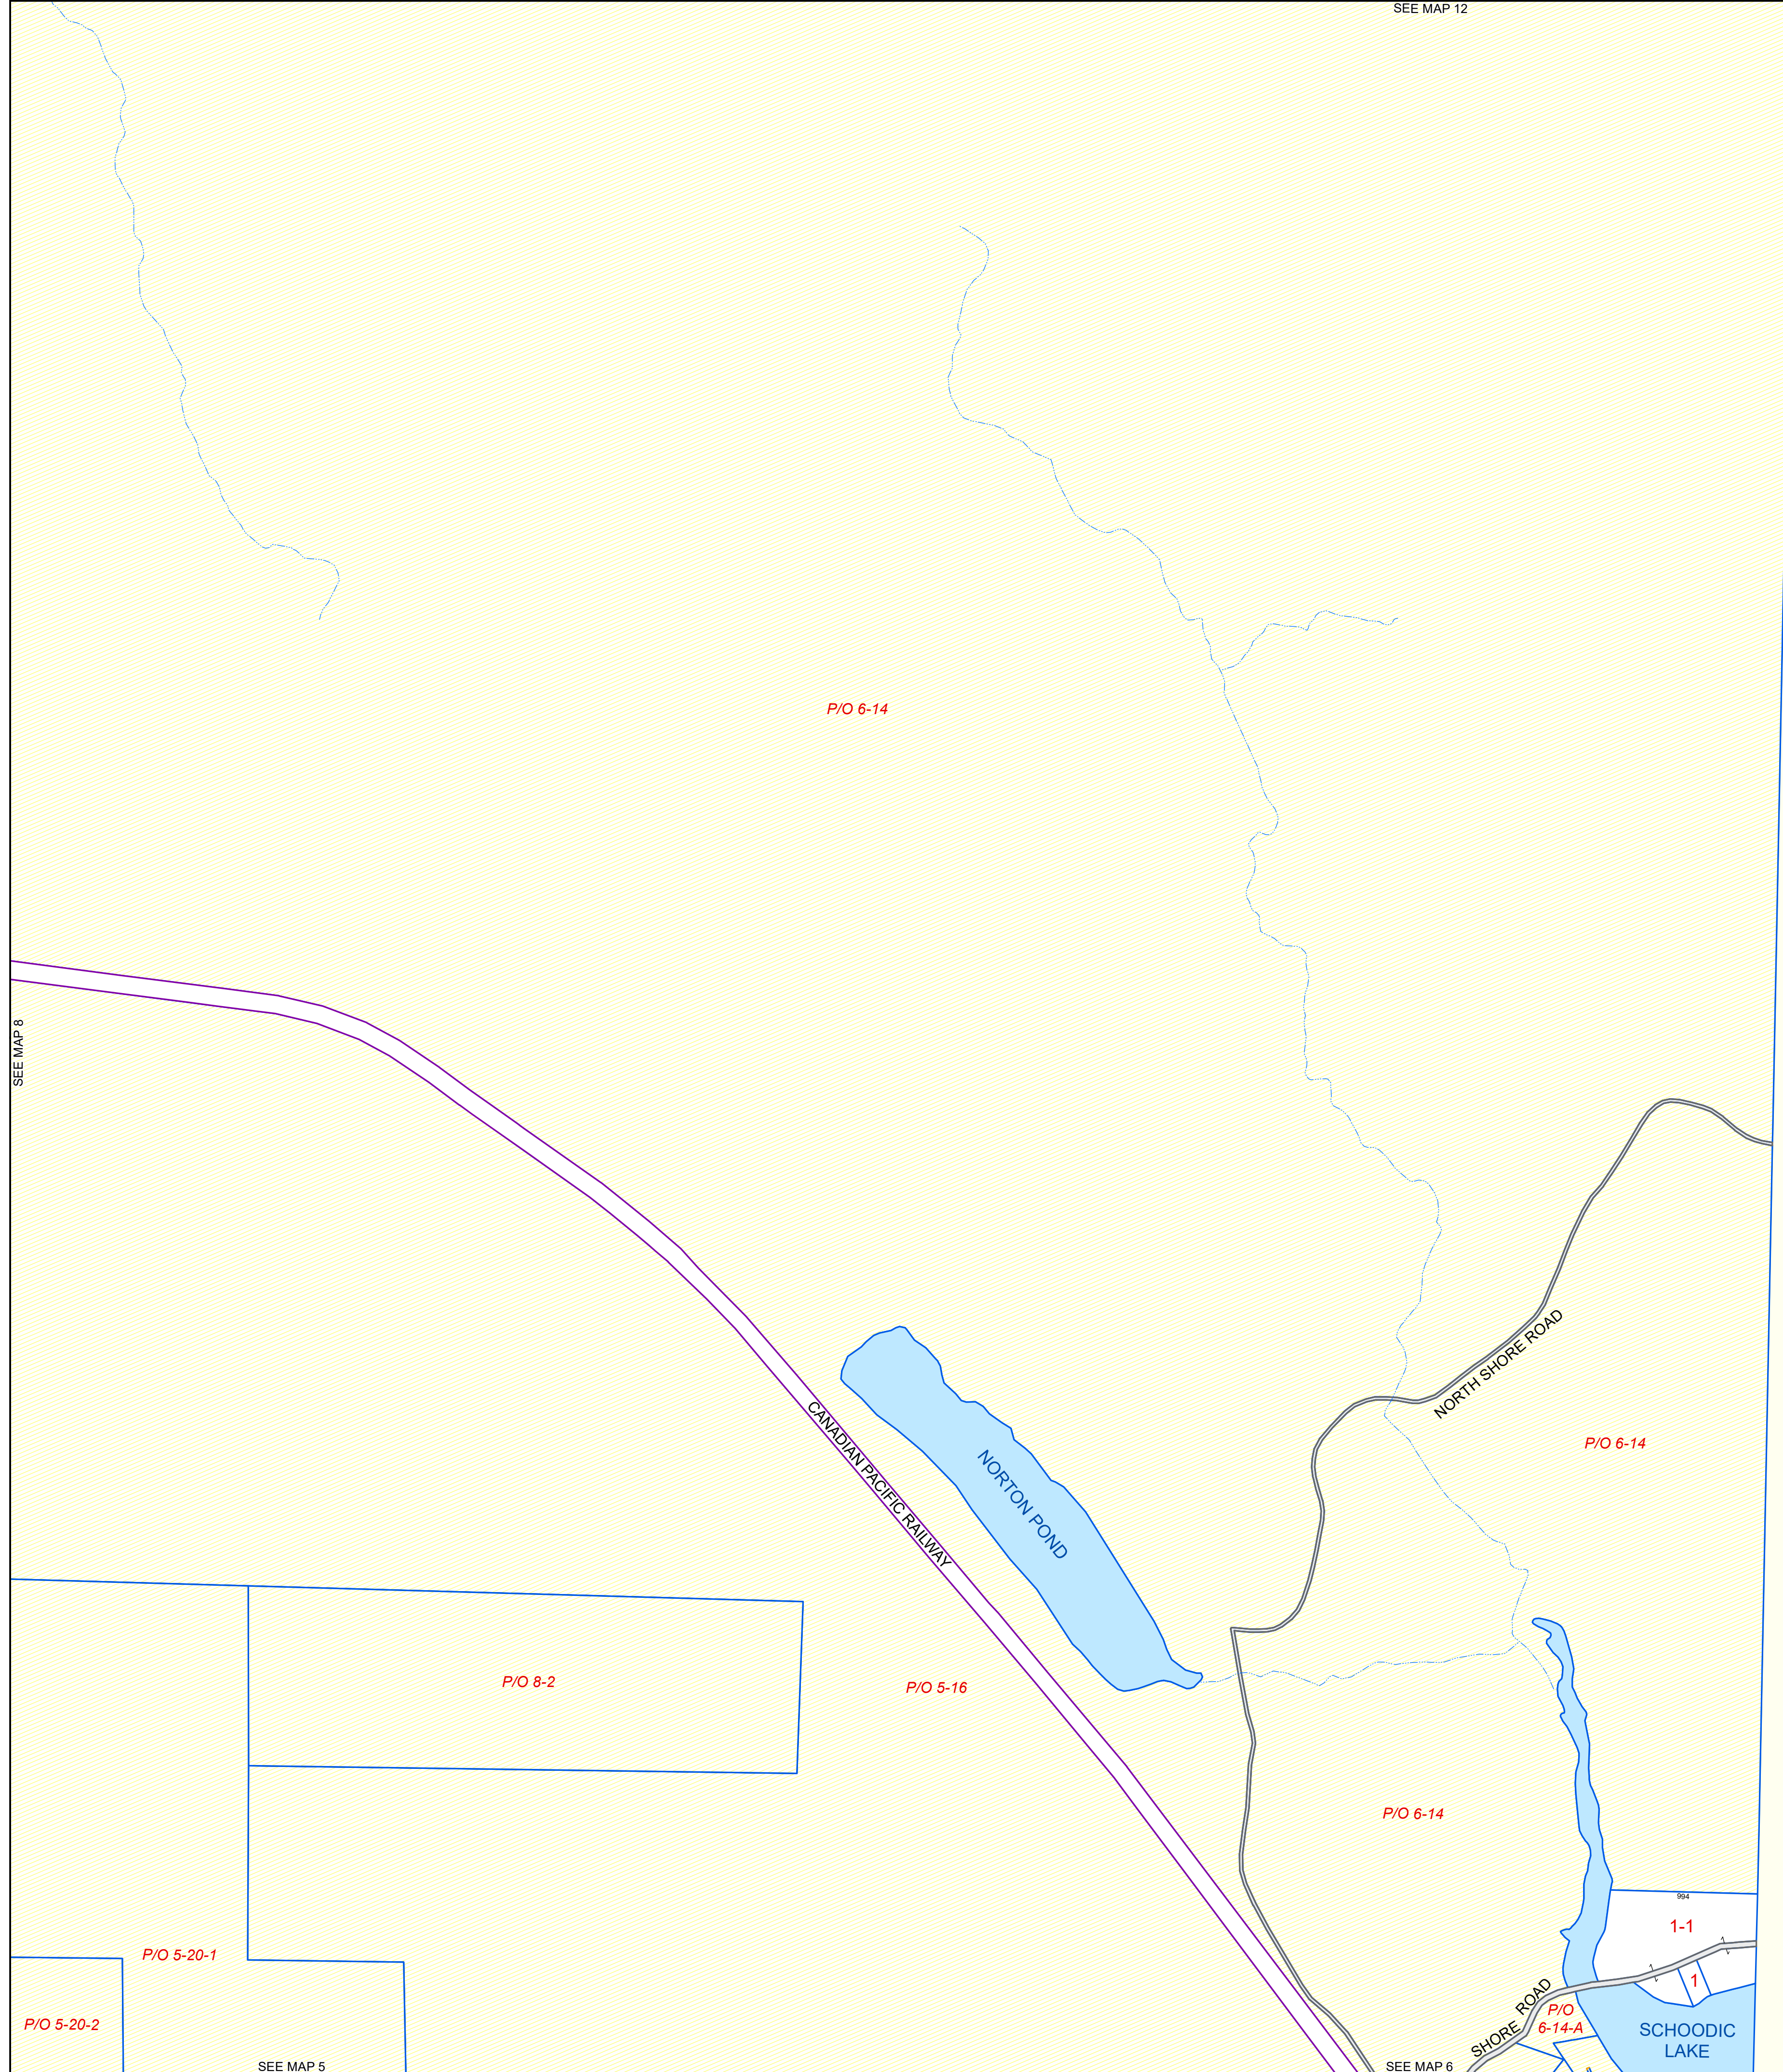 SEE MAP 12
P/O 6-14
SEE MAP 8
NORTH SHORE ROAD
CANADIAN PACIFIC RAILWAY
NORTON POND
P/O 6-14
P/O 8-2
P/O 5-16
P/O 6-14
994
1-1
1
P/O 5-20-1
SHORE ROAD
P/O
6-14-A
P/O 5-20-2
SCHOODIC
LAKE
SEE MAP 5
SEE MAP 6